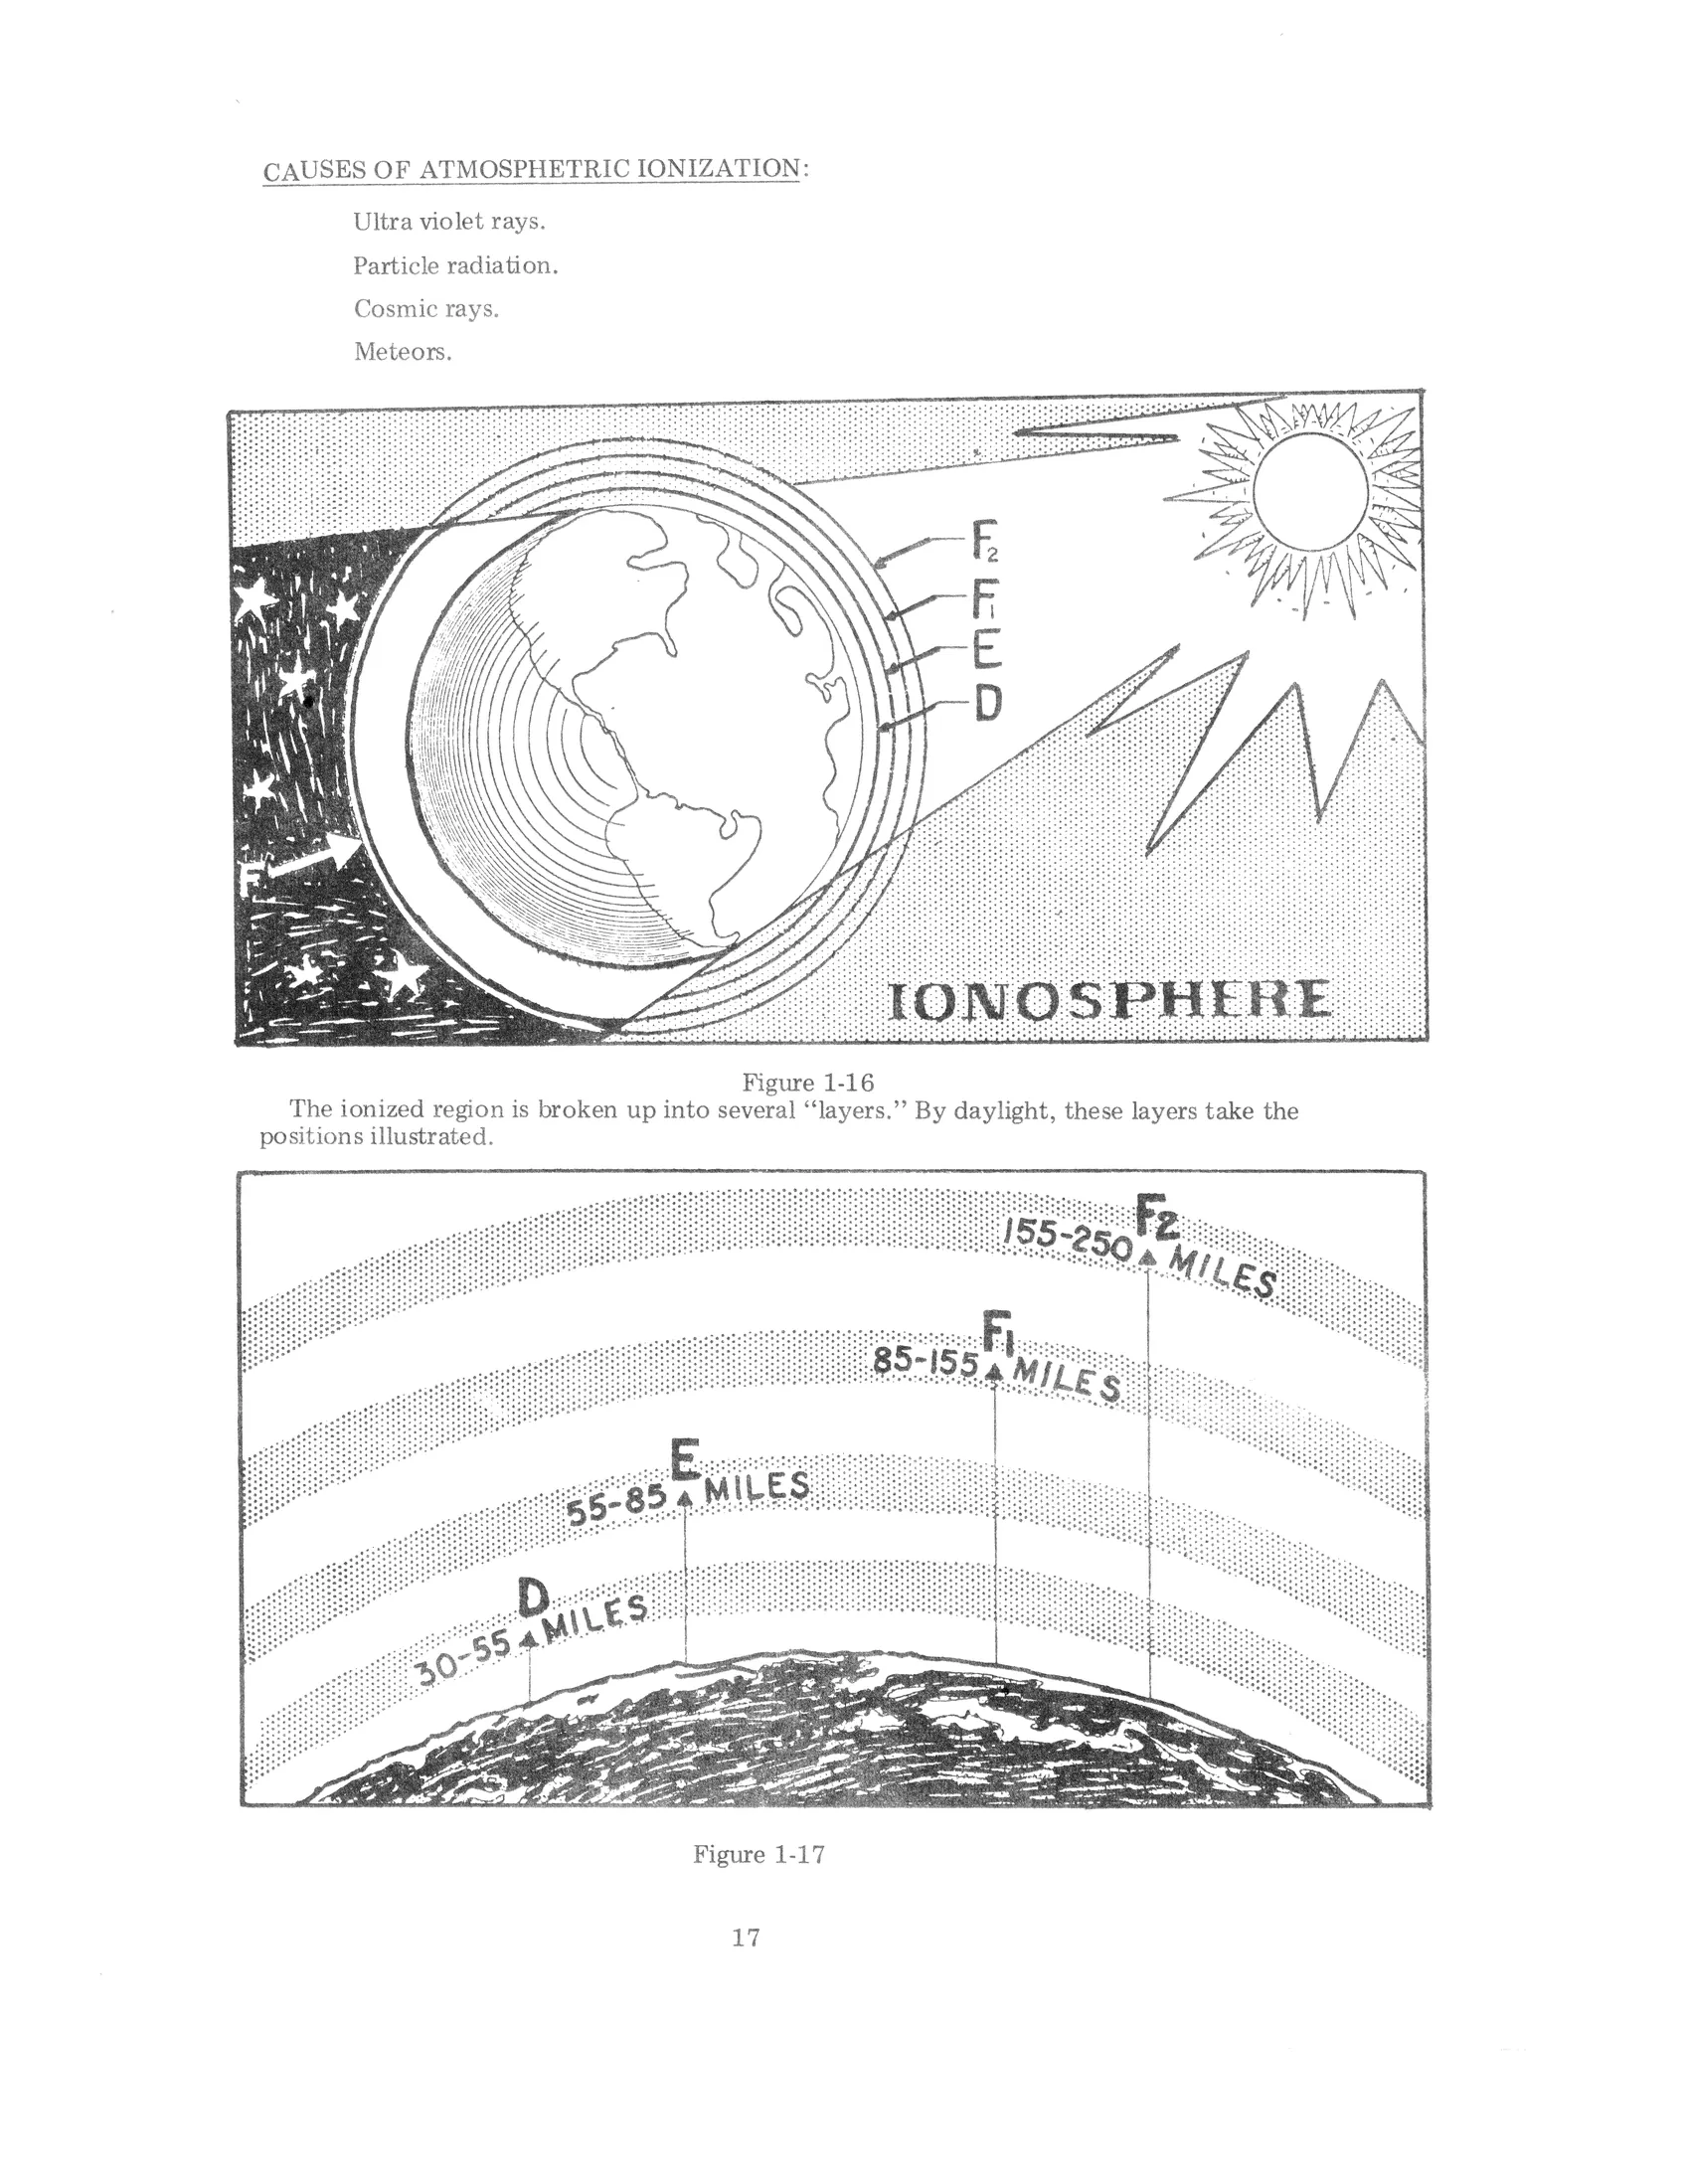 CAUSES OF ATMOSPHETRIC IONIZATION:
Ultra violet rays.
Particle radiation.
Cosmic rays.
Meteors.
F2
F1
E
D
F
IONOSPHERE
Figure 1-16
The ionized region is broken up into several “layers.” By daylight, these layers take the
positions illustrated.
F2
155-250 MILES
F1
85-155 MILES
E
55-85 MILES
D
30-55 MILES
Figure 1-17
17